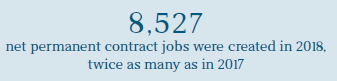 8,527
net permanent contract jobs were created in 2018,
twice as many as in 2017